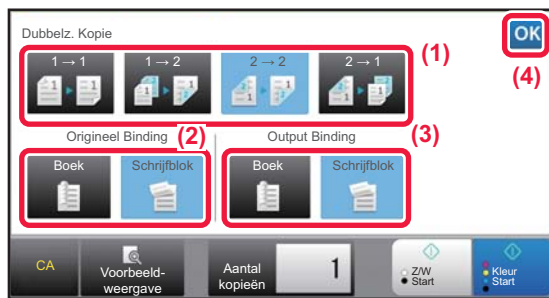 Dubbelz. Kopie
OK
1 → 1
1 → 2
2 → 2
2 → 1
(1)
(4)
Origineel Binding
(2)
Output Binding
(3)
Boek
Schrijfblok
Boek
Schrijfblok
CA
Voorbeeld-
weergave
Aantal
kopieën
1
Z/W
Start
Kleur
Start